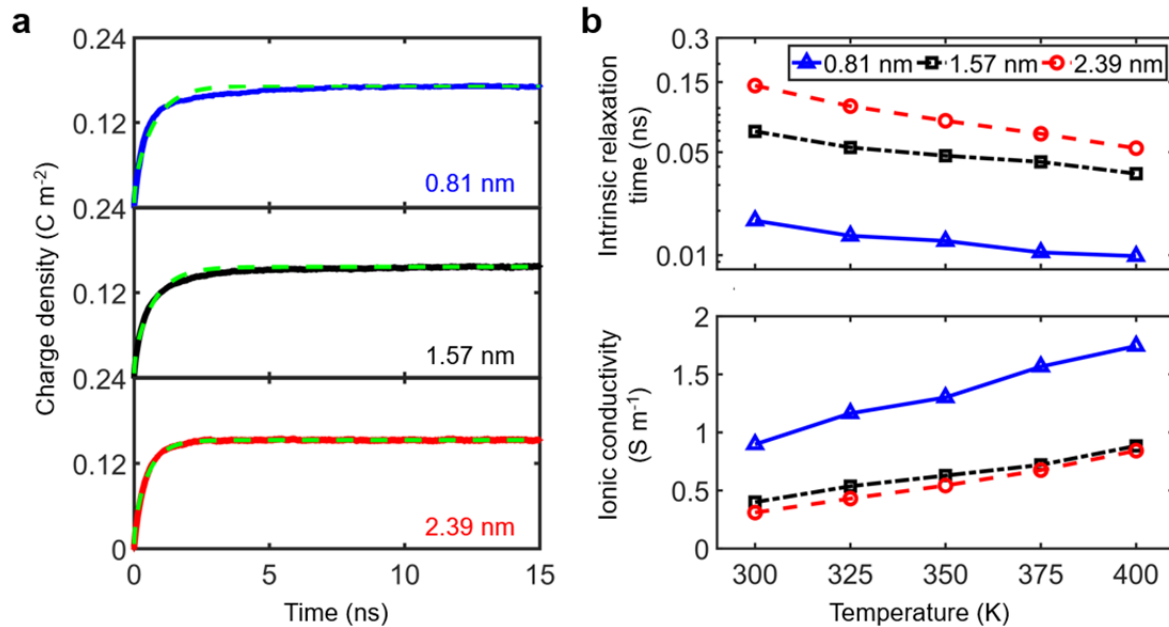 a
Charge density (C m⁻²)
0.24
0.12
0.81 nm
0.24
0.12
1.57 nm
0.24
0.12
2.39 nm
0
0 5 10 15
Time (ns)
b
Intrinsic relaxation
time (ns)
0.3
0.15
0.05
0.01
0.81 nm 1.57 nm 2.39 nm
Ionic conductivity
(S m⁻¹)
2
1.5
1
0.5
0
300 325 350 375 400
Temperature (K)